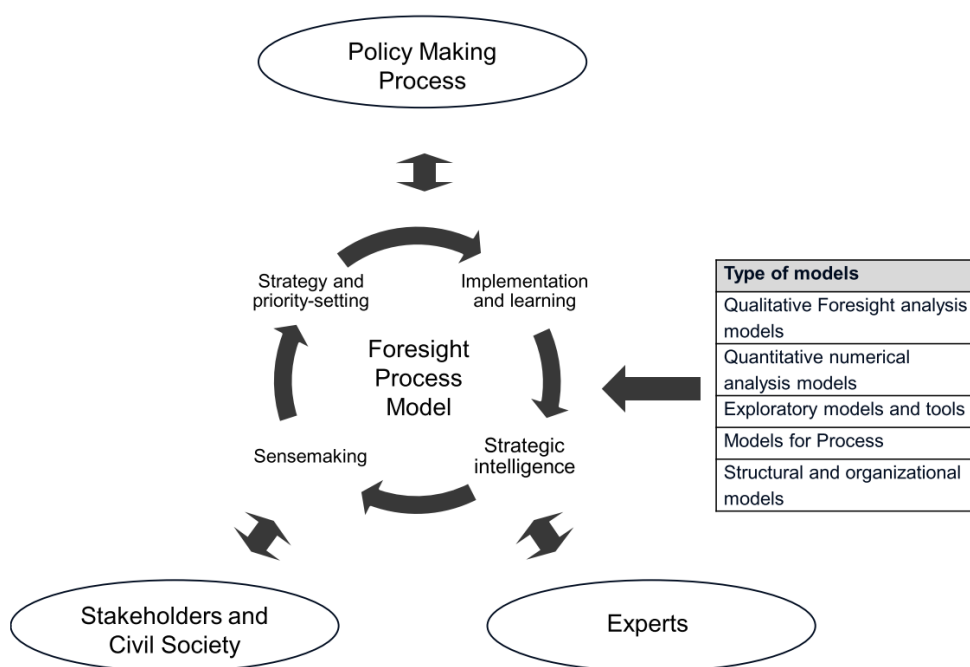 Policy Making
Process
Strategy and
priority-setting
Implementation
and learning
Foresight
Process
Model
Sensemaking
Strategic
intelligence
Type of models
Qualitative Foresight analysis
models
Quantitative numerical
analysis models
Exploratory models and tools
Models for Process
Structural and organizational
models
Stakeholders and
Civil Society
Experts